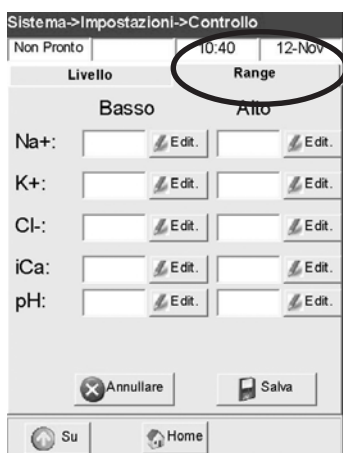 Sistema->Impostazioni->Controllo
Non Pronto 10:40 12-Nov
Livello Range
Basso Alto
Na+: Edit. Edit.
K+: Edit. Edit.
Cl-: Edit. Edit.
iCa: Edit. Edit.
pH: Edit. Edit.
Annullare Salva
Su Home